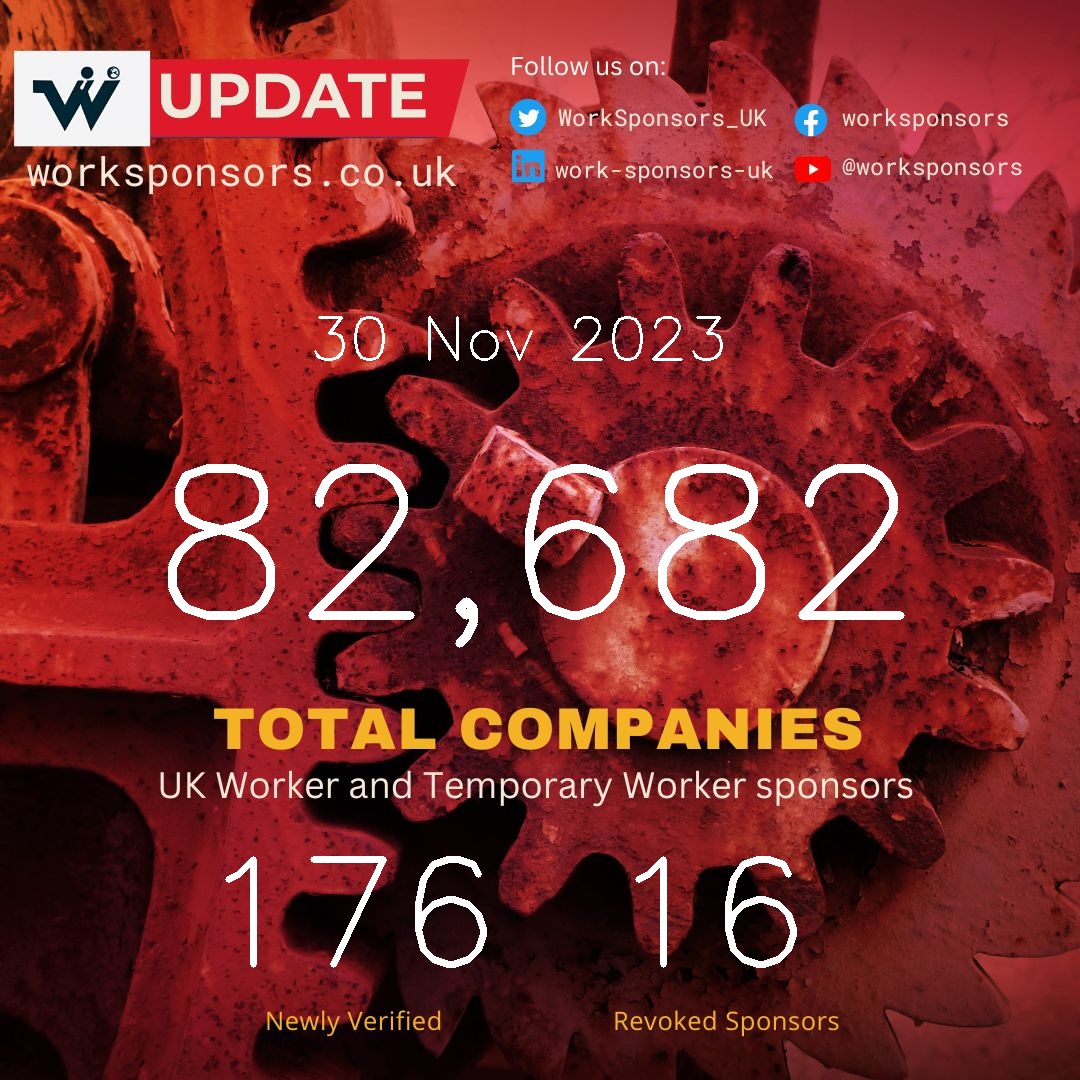 UPDATE
worksponsors.co.uk
Follow us on:
WorkSponsors_UK
worksponsors
work-sponsors-uk
@worksponsors
30 Nov 2023
82,682
TOTAL COMPANIES
UK Worker and Temporary Worker sponsors
176 16
Newly Verified Revoked Sponsors